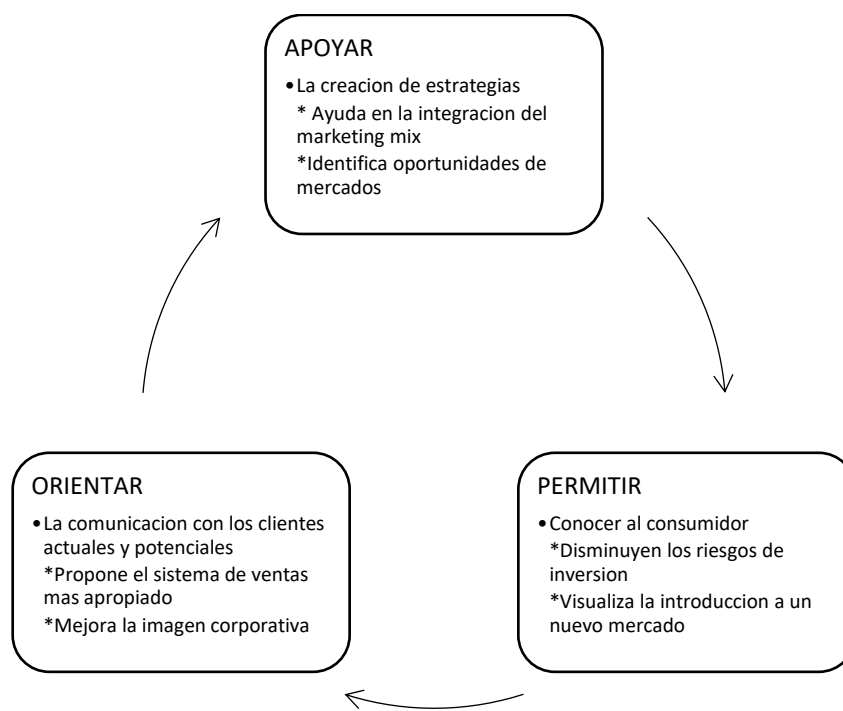 APOYAR
•La creacion de estrategias
* Ayuda en la integracion del
marketing mix
*Identifica oportunidades de
mercados
ORIENTAR
•La comunicacion con los clientes
actuales y potenciales
*Propone el sistema de ventas
mas apropiado
*Mejora la imagen corporativa
PERMITIR
•Conocer al consumidor
*Disminuyen los riesgos de
inversion
*Visualiza la introduccion a un
nuevo mercado